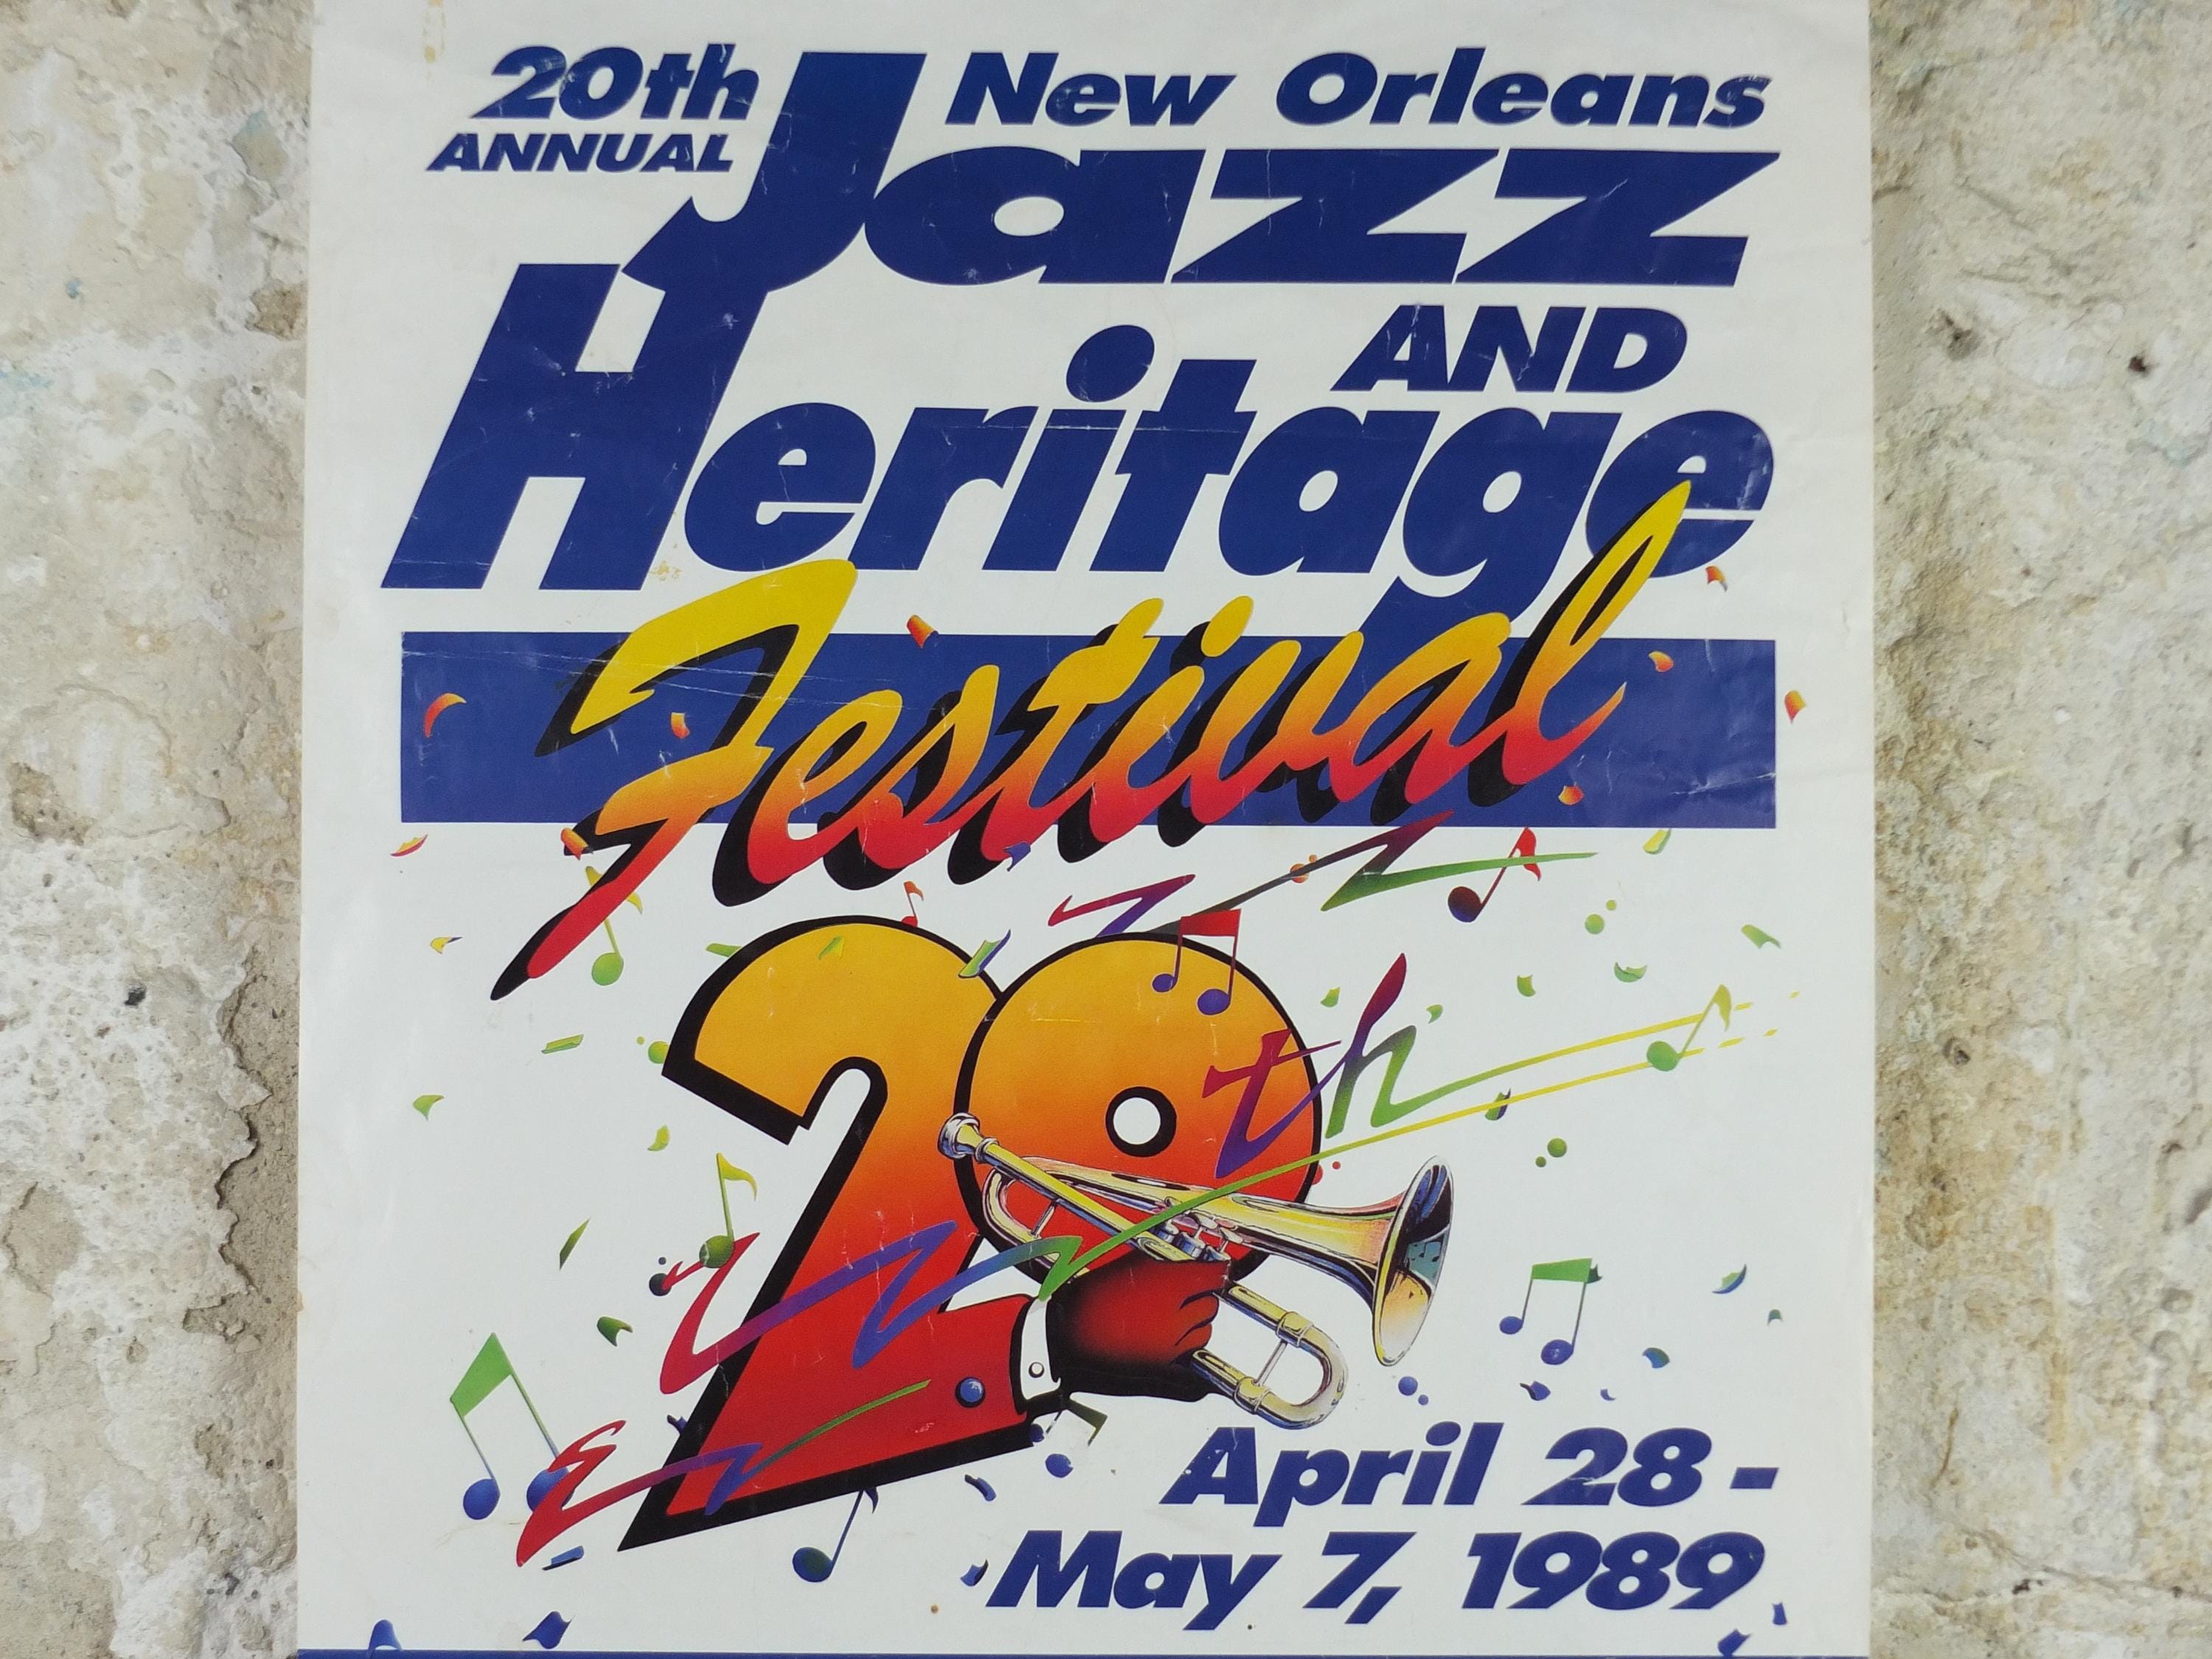 20th
ANNUAL
New Orleans
Jazz
AND
Heritage
Festival
20th
April 28 -
May 7, 1989